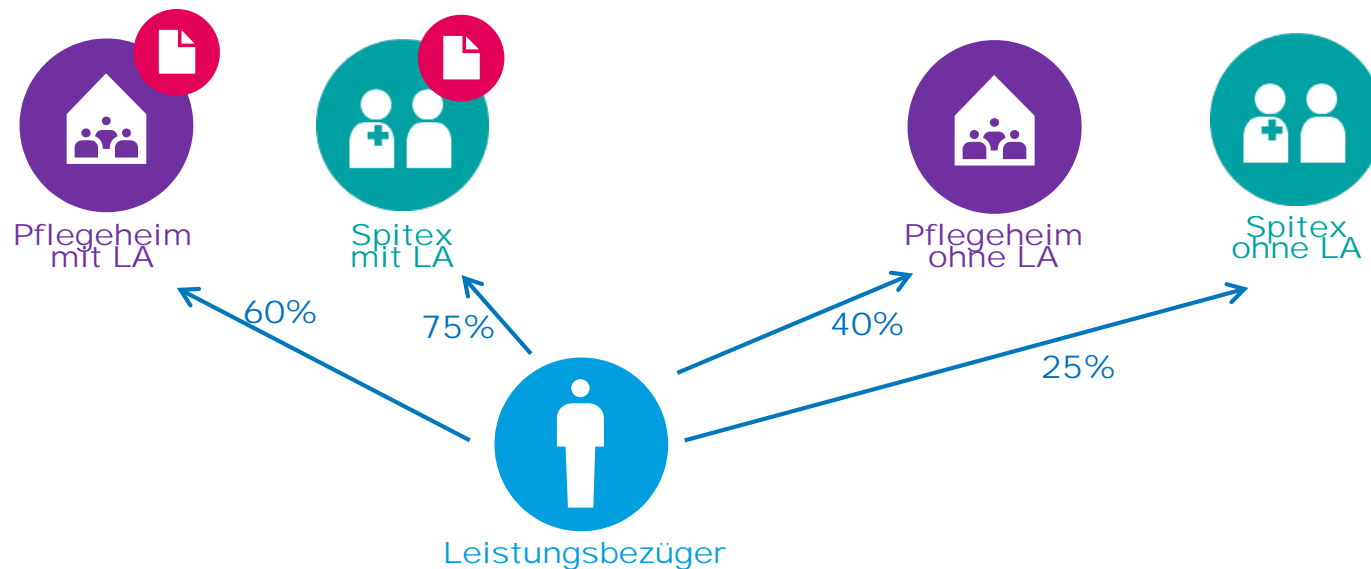 Pflegeheim
mit LA
Spitex
mit LA
Pflegeheim
ohne LA
Spitex
ohne LA
60%
75%
40%
25%
Leistungsbezüger